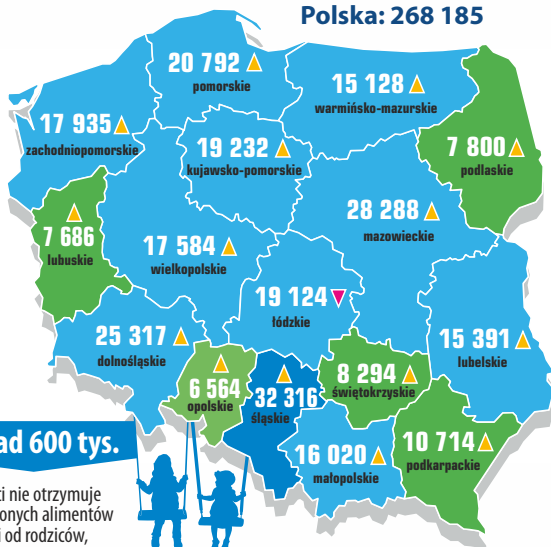 Polska: 268 185
20 792
pomorskie
15 128
warmińsko-mazurskie
17 935
zachodniopomorskie
19 232
kujawsko-pomorskie
7 800
podlaskie
7 686
lubuskie
17 584
wielkopolskie
28 288
mazowieckie
19 124
łódzkie
25 317
dolnośląskie
15 391
lubelskie
6 564
opolskie
32 316
śląskie
8 294
świętokrzyskie
16 020
małopolskie
10 714
podkarpackie
ad 600 tys.
ti nie otrzymuje
onych alimentów
i od rodziców,